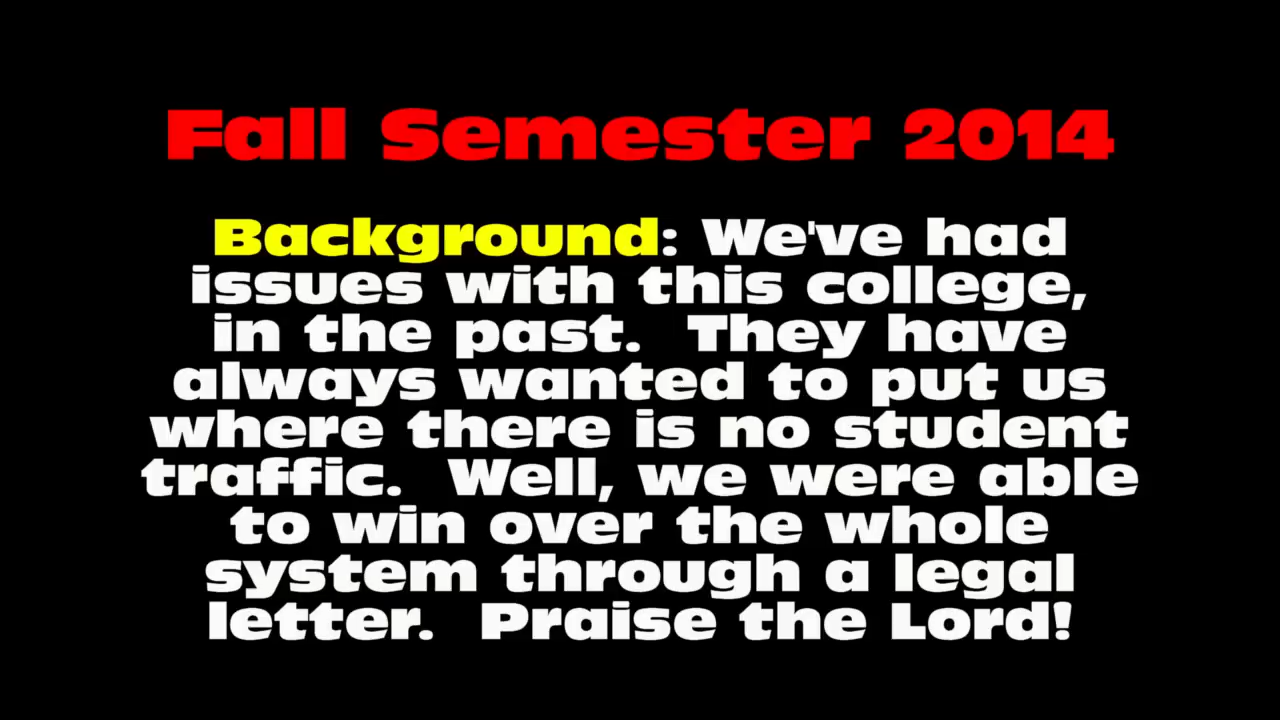 Fall Semester 2014
Background: We've had
issues with this college,
in the past.  They have
always wanted to put us
where there is no student
traffic.  Well, we were able
to win over the whole
system through a legal
letter.  Praise the Lord!